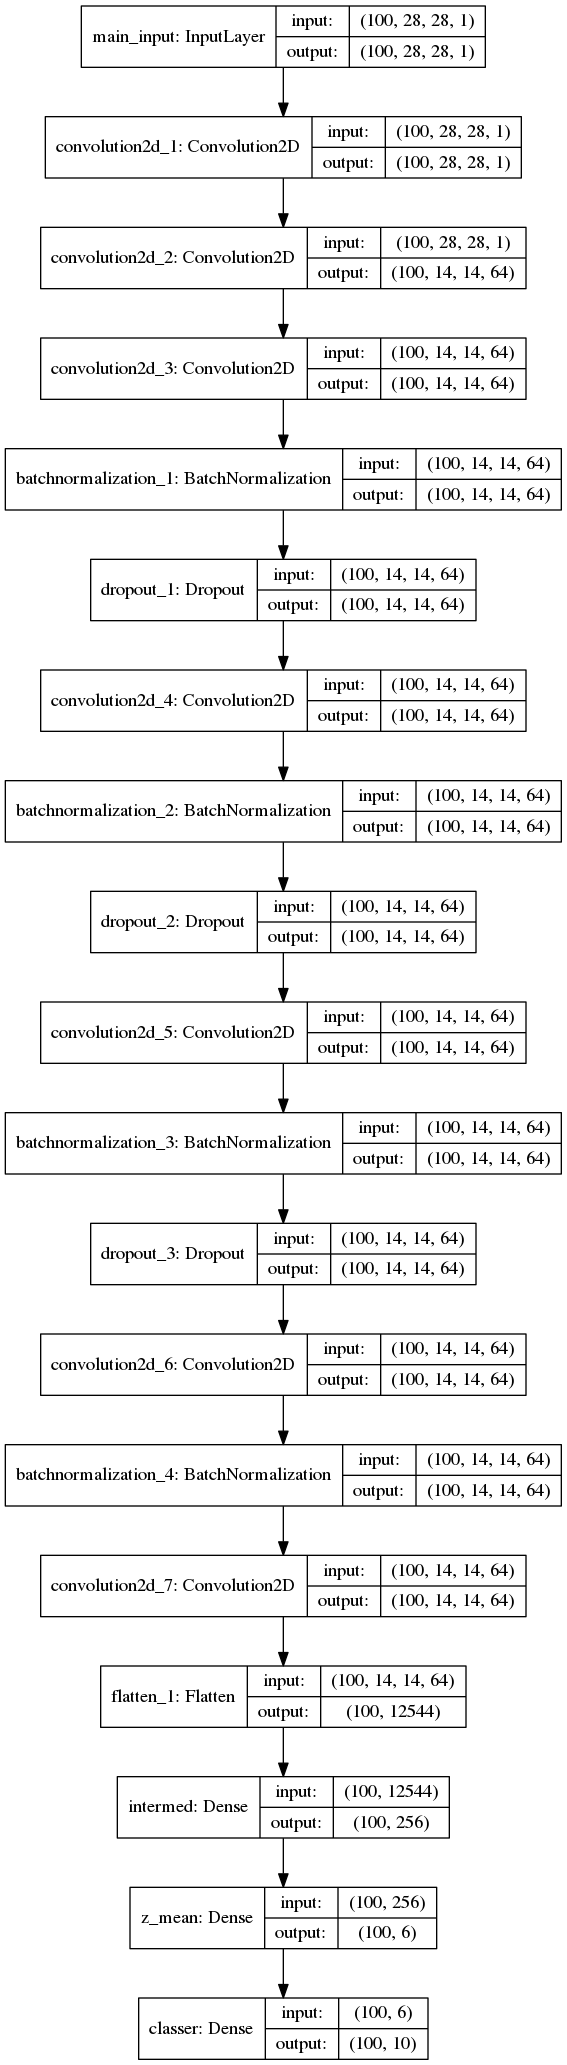 main_input: InputLayer
input: (100, 28, 28, 1)
output: (100, 28, 28, 1)
convolution2d_1: Convolution2D
input: (100, 28, 28, 1)
output: (100, 28, 28, 1)
convolution2d_2: Convolution2D
input: (100, 28, 28, 1)
output: (100, 14, 14, 64)
convolution2d_3: Convolution2D
input: (100, 14, 14, 64)
output: (100, 14, 14, 64)
batchnormalization_1: BatchNormalization
input: (100, 14, 14, 64)
output: (100, 14, 14, 64)
dropout_1: Dropout
input: (100, 14, 14, 64)
output: (100, 14, 14, 64)
convolution2d_4: Convolution2D
input: (100, 14, 14, 64)
output: (100, 14, 14, 64)
batchnormalization_2: BatchNormalization
input: (100, 14, 14, 64)
output: (100, 14, 14, 64)
dropout_2: Dropout
input: (100, 14, 14, 64)
output: (100, 14, 14, 64)
convolution2d_5: Convolution2D
input: (100, 14, 14, 64)
output: (100, 14, 14, 64)
batchnormalization_3: BatchNormalization
input: (100, 14, 14, 64)
output: (100, 14, 14, 64)
dropout_3: Dropout
input: (100, 14, 14, 64)
output: (100, 14, 14, 64)
convolution2d_6: Convolution2D
input: (100, 14, 14, 64)
output: (100, 14, 14, 64)
batchnormalization_4: BatchNormalization
input: (100, 14, 14, 64)
output: (100, 14, 14, 64)
convolution2d_7: Convolution2D
input: (100, 14, 14, 64)
output: (100, 14, 14, 64)
flatten_1: Flatten
input: (100, 14, 14, 64)
output: (100, 12544)
intermed: Dense
input: (100, 12544)
output: (100, 256)
z_mean: Dense
input: (100, 256)
output: (100, 6)
classer: Dense
input: (100, 6)
output: (100, 10)